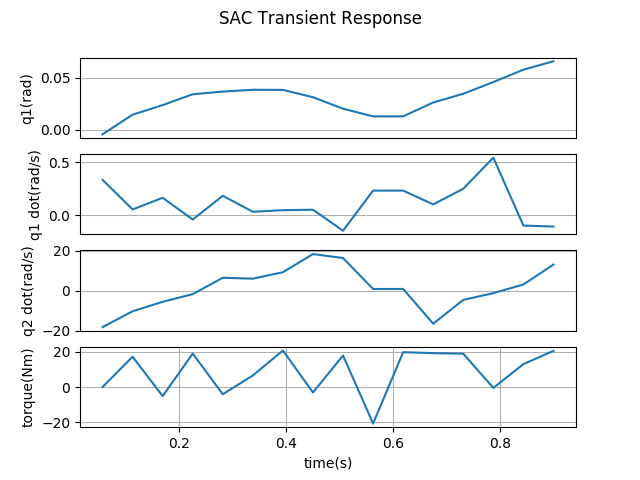 SAC Transient Response
q1(rad)
0.05
0.00
q1 dot(rad/s)
0.5
0.0
q2 dot(rad/s)
20
0
−20
torque(Nm)
20
0
−20
0.2 0.4 0.6 0.8
time(s)